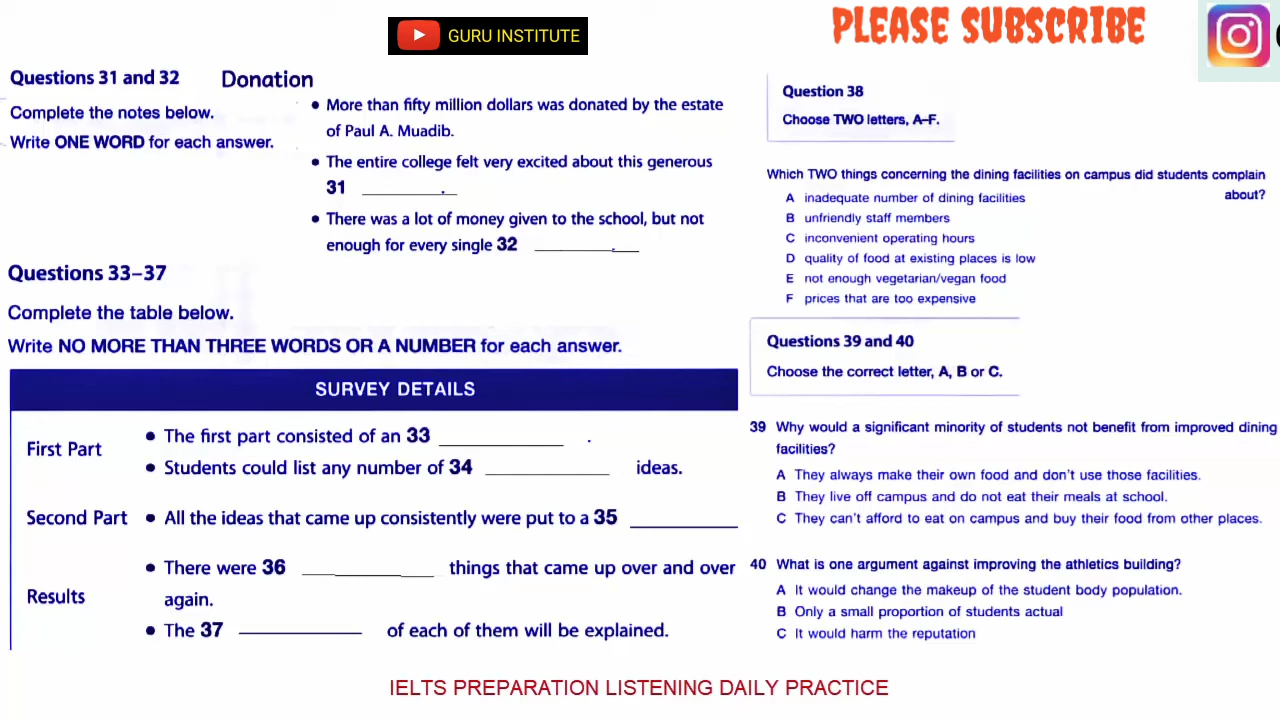 GURU INSTITUTE
PLEASE SUBSCRIBE
Questions 31 and 32
Donation
Complete the notes below.
Write ONE WORD for each answer.
• More than fifty million dollars was donated by the estate
of Paul A. Muadib.
• The entire college felt very excited about this generous
31 ________.
• There was a lot of money given to the school, but not
enough for every single 32 ________.
Questions 33–37
Complete the table below.
Write NO MORE THAN THREE WORDS OR A NUMBER for each answer.
SURVEY DETAILS
First Part
• The first part consisted of an 33 ________ .
• Students could list any number of 34 ________ ideas.
Second Part
• All the ideas that came up consistently were put to a 35 ________
Results
• There were 36 ________ things that came up over and over
again.
• The 37 ________ of each of them will be explained.
Question 38
Choose TWO letters, A–F.
Which TWO things concerning the dining facilities on campus did students complain
about?
A inadequate number of dining facilities
B unfriendly staff members
C inconvenient operating hours
D quality of food at existing places is low
E not enough vegetarian/vegan food
F prices that are too expensive
Questions 39 and 40
Choose the correct letter, A, B or C.
39 Why would a significant minority of students not benefit from improved dining
facilities?
A They always make their own food and don't use those facilities.
B They live off campus and do not eat their meals at school.
C They can't afford to eat on campus and buy their food from other places.
40 What is one argument against improving the athletics building?
A It would change the makeup of the student body population.
B Only a small proportion of students actual
C It would harm the reputation
IELTS PREPARATION LISTENING DAILY PRACTICE